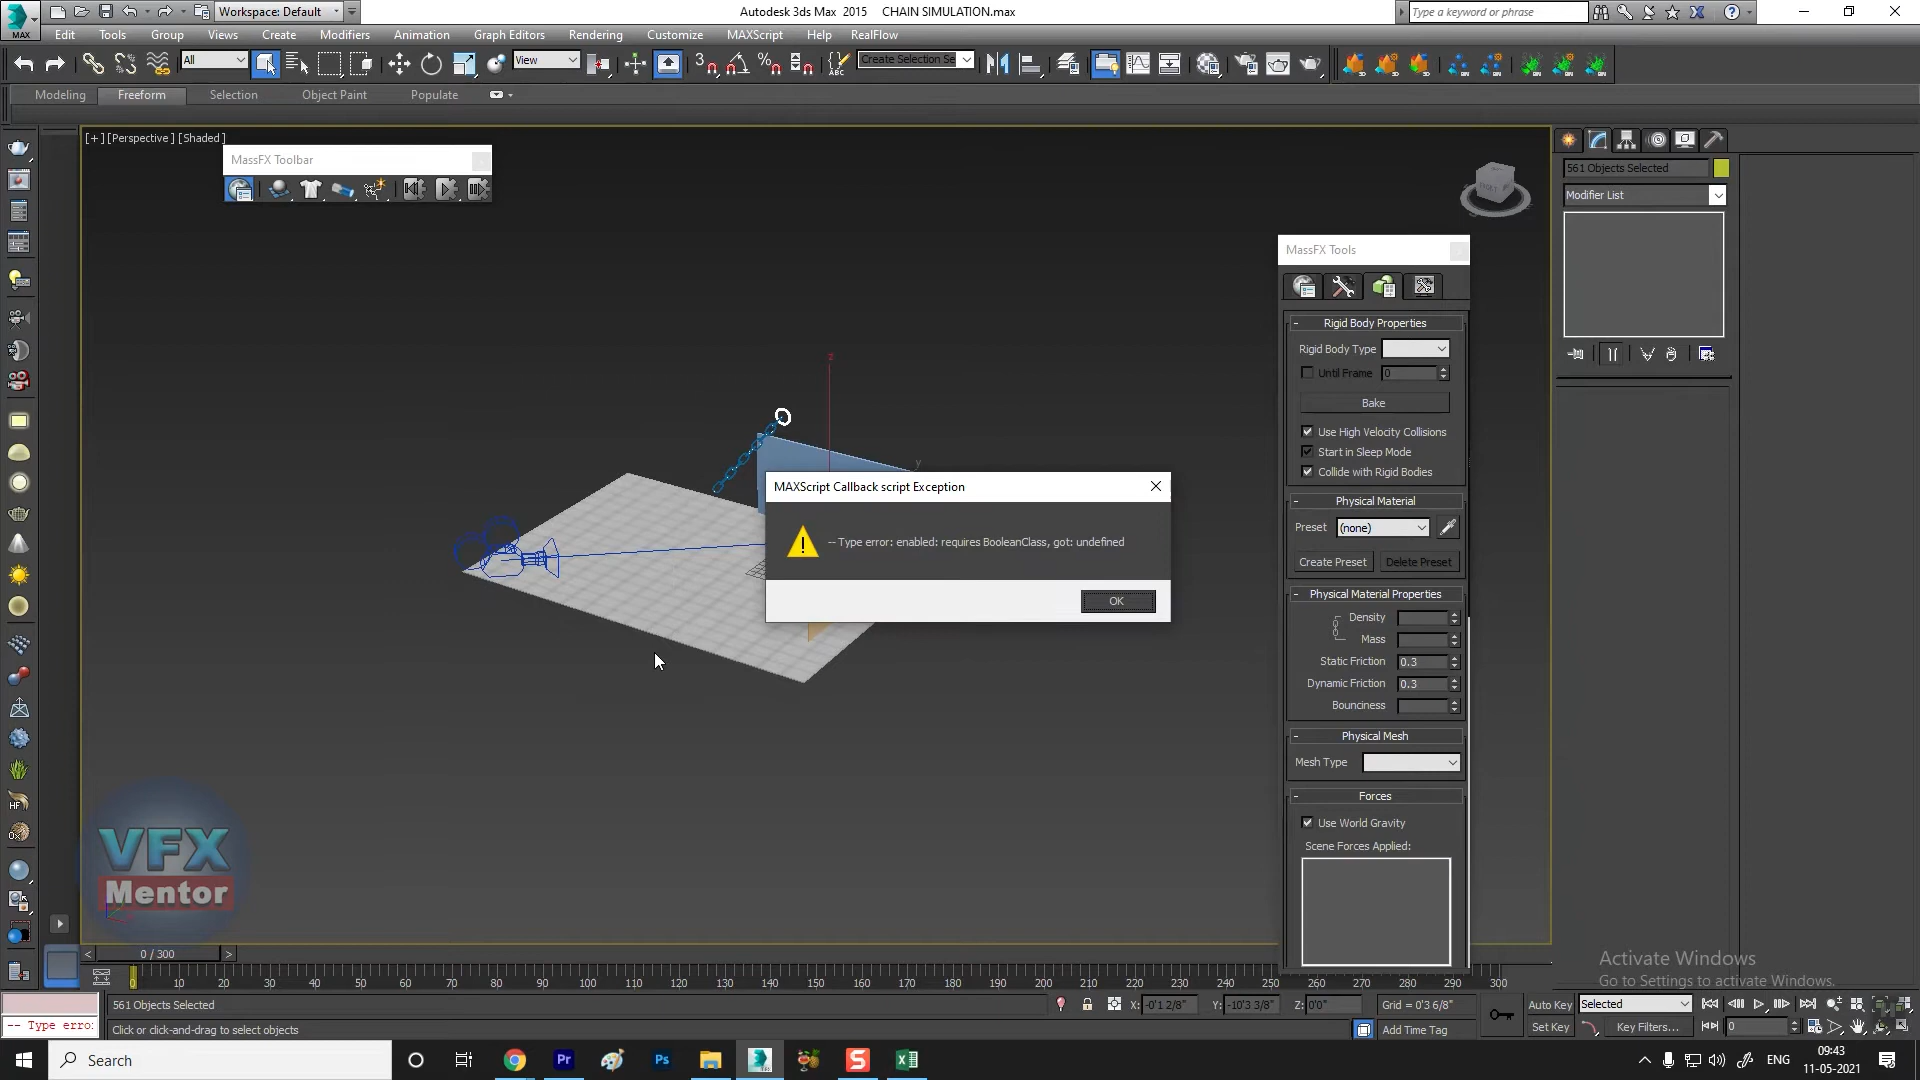 MAX
Workspace: Default
Autodesk 3ds Max 2015 CHAIN SIMULATION.max
Type a keyword or phrase
Edit Tools Group Views Create Modifiers Animation Graph Editors Rendering Customize MAXScript Help RealFlow
All
View
3
ABC
Create Selection Se
Modeling Freeform Selection Object Paint Populate
[+] [Perspective] [Shaded]
MassFX Toolbar
561 Objects Selected
Modifier List
MassFX Tools
Rigid Body Properties
Rigid Body Type
Until Frame 0
Bake
Use High Velocity Collisions
Start in Sleep Mode
Collide with Rigid Bodies
Physical Material
Preset (none)
Create Preset Delete Preset
Physical Material Properties
Density
Mass
Static Friction 0.3
Dynamic Friction 0.3
Bounciness
Physical Mesh
Mesh Type
Forces
Use World Gravity
Scene Forces Applied:
z
y
MAXScript Callback script Exception
-- Type error: enabled: requires BooleanClass, got: undefined
OK
HF
VFX
Mentor
Activate Windows
Go to Settings to activate Windows.
< 0 / 300 >
0 10 20 30 40 50 60 70 80 90 100 110 120 130 140 150 160 170 180 190 200 210 220 230 240 250 260 270 280 290 300
561 Objects Selected
X: -0'1 2/8" Y: -10'3 3/8" Z: 0'0" Grid = 0'3 6/8"
Auto Key Selected
-- Type erro:
Click or click-and-drag to select objects
Add Time Tag
Set Key Key Filters... 0
Search
Pr
Ps
S
ENG
09:43
11-05-2021